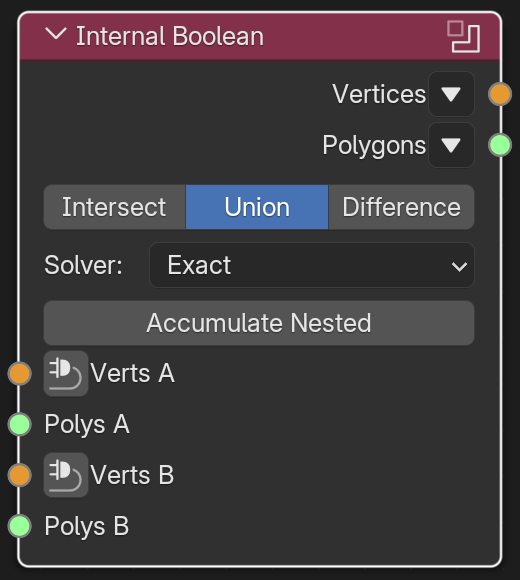 Internal Boolean
Vertices
Polygons
Intersect Union Difference
Solver: Exact
Accumulate Nested
Verts A
Polys A
Verts B
Polys B